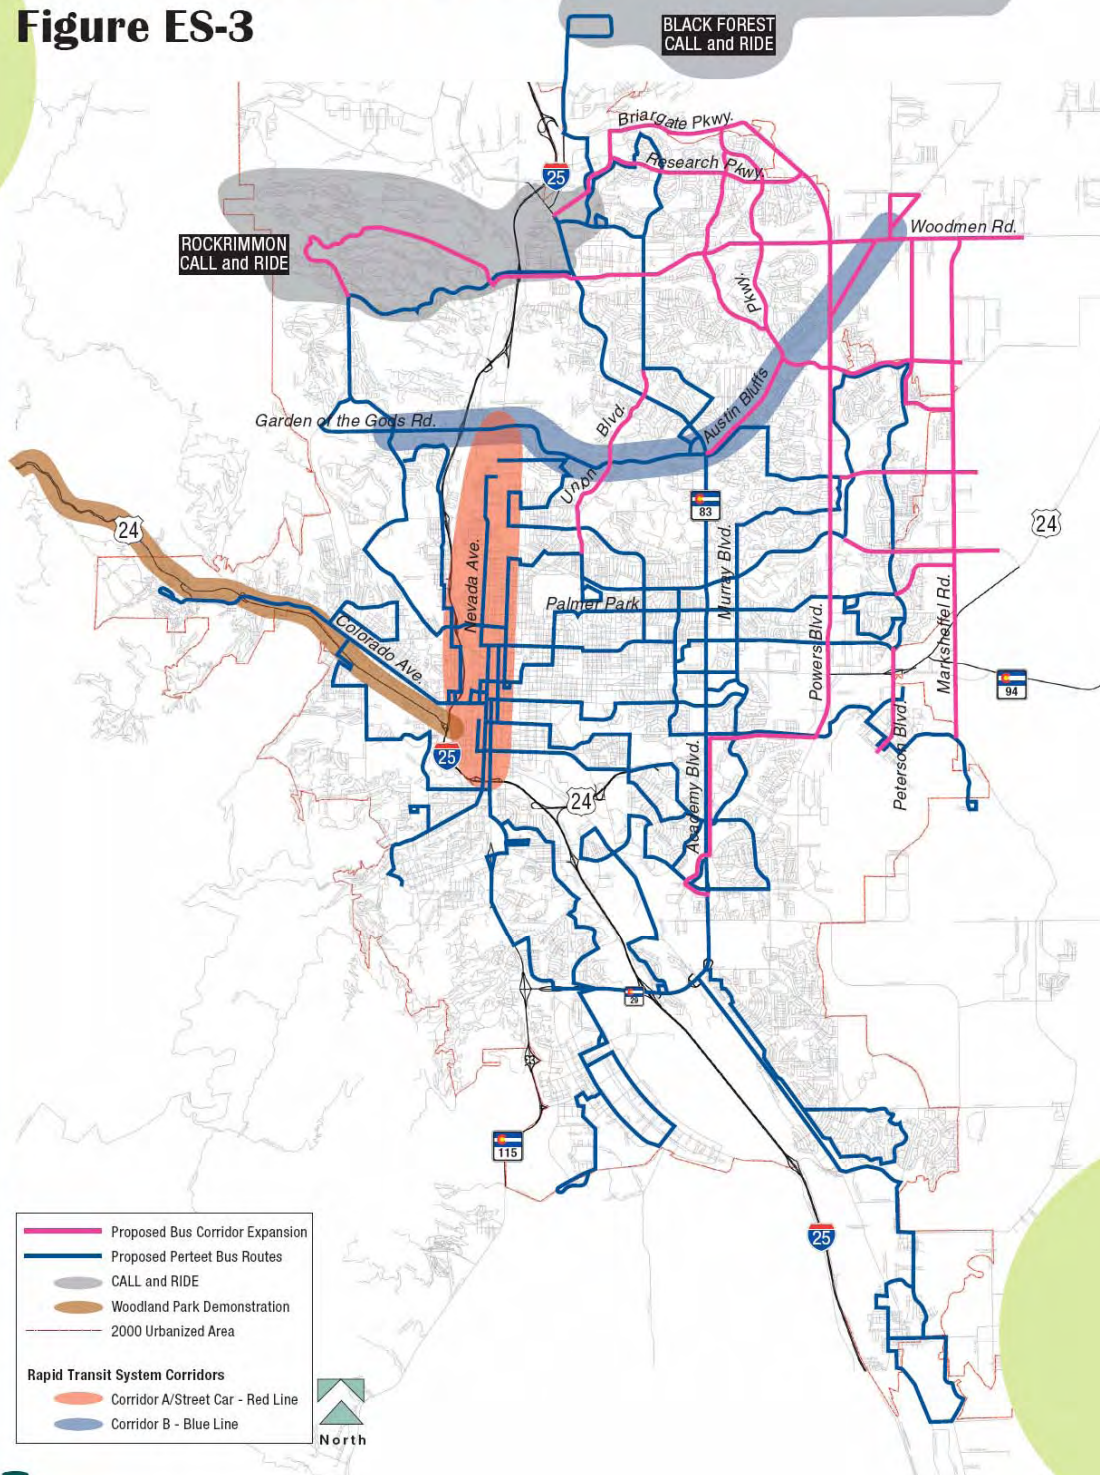 Figure ES-3
BLACK FOREST
CALL and RIDE
Briargate Pkwy.
Research Pkwy.
25
Woodmen Rd.
ROCKRIMMON
CALL and RIDE
Pkwy.
Garden of the Gods Rd.
Blvd.
Austin Bluffs
Union
83
24
24
Nevada Ave.
Murray Blvd.
Palmer Park
Colorado Ave.
Powers Blvd.
Marksheffel Rd.
94
Peterson Blvd.
25
Academy Blvd.
24
29
115
25
Proposed Bus Corridor Expansion
Proposed Perteet Bus Routes
CALL and RIDE
Woodland Park Demonstration
2000 Urbanized Area
Rapid Transit System Corridors
Corridor A/Street Car - Red Line
Corridor B - Blue Line
North